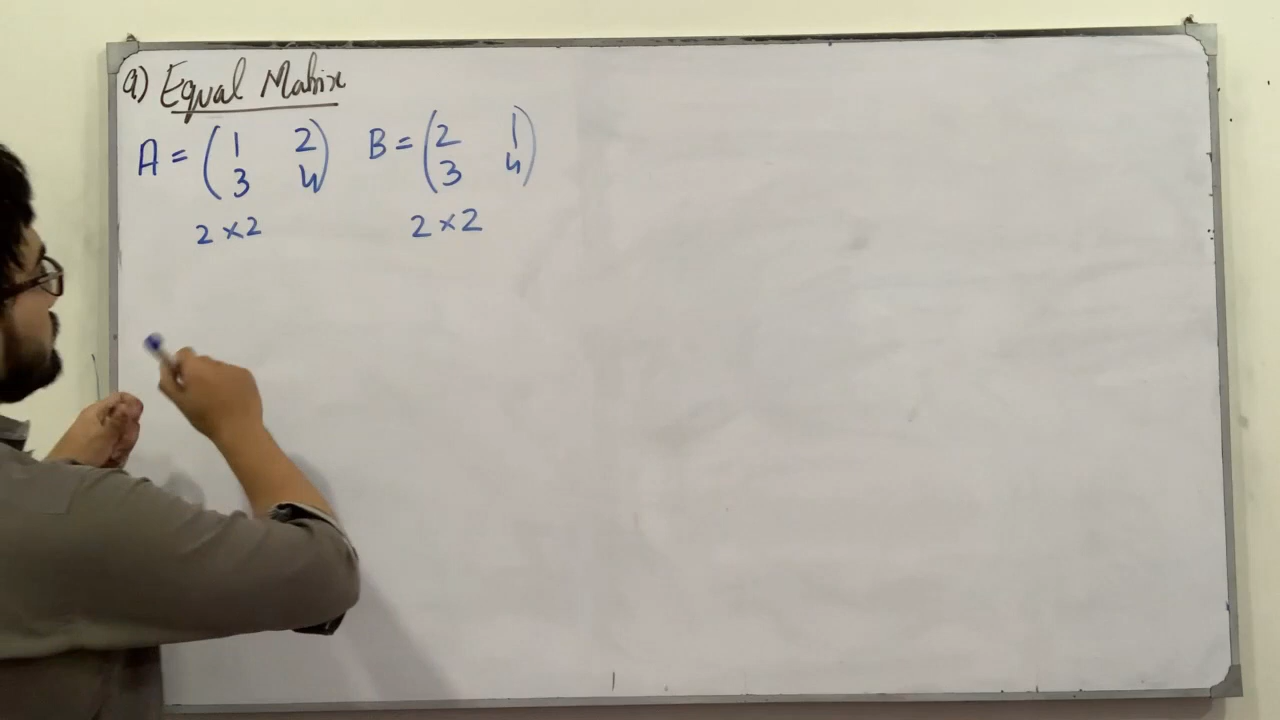 a) Equal Matrix
A = (1 2 B = (2 1
3 4) 3 4)
2 × 2 2 × 2